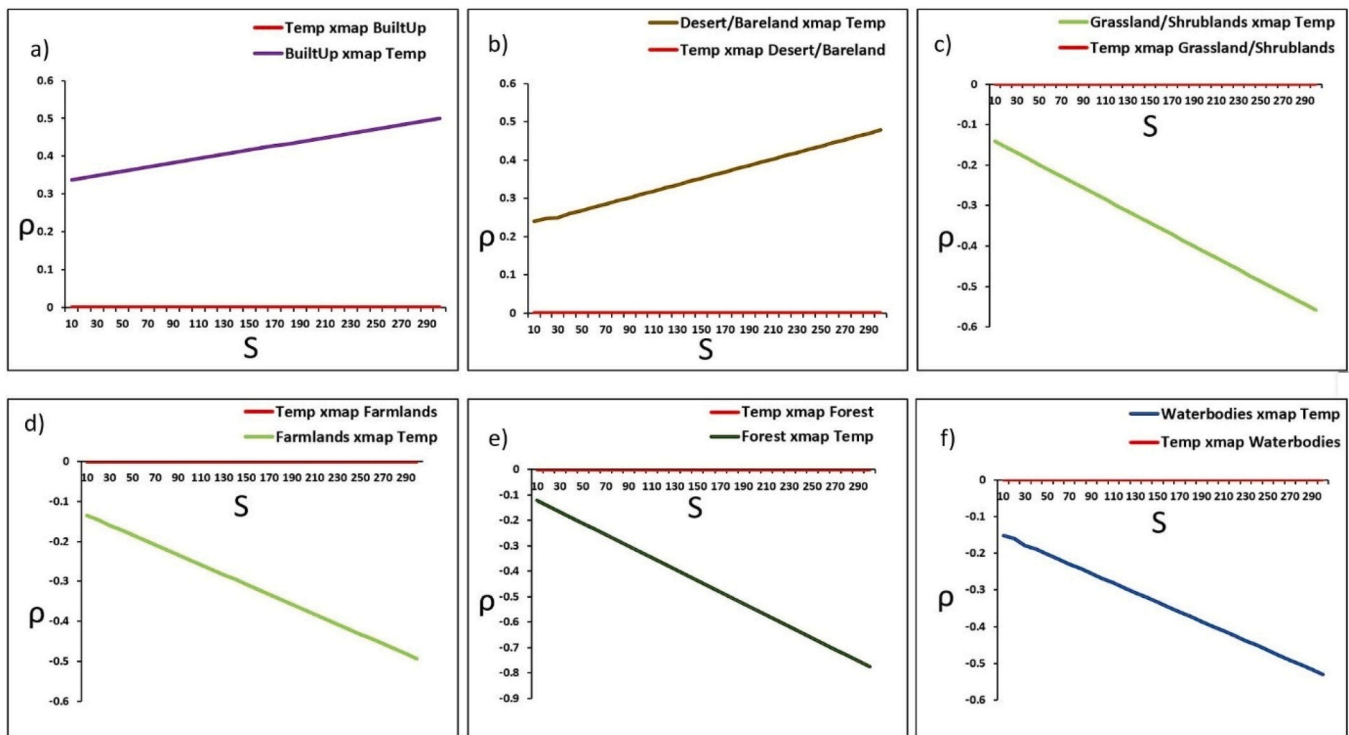 a)
Temp xmap BuiltUp
BuiltUp xmap Temp
0.6
0.5
0.4
0.3
0.2
0.1
0
ρ
10 30 50 70 90 110 130 150 170 190 210 230 250 270 290
S
b)
Desert/Bareland xmap Temp
Temp xmap Desert/Bareland
0.6
0.5
0.4
0.3
0.2
0.1
0
ρ
10 30 50 70 90 110 130 150 170 190 210 230 250 270 290
S
c)
Grassland/Shrublands xmap Temp
Temp xmap Grassland/Shrublands
0
10 30 50 70 90 110 130 150 170 190 210 230 250 270 290
S
-0.1
-0.2
-0.3
-0.4
-0.5
-0.6
ρ
d)
Temp xmap Farmlands
Farmlands xmap Temp
0
10 30 50 70 90 110 130 150 170 190 210 230 250 270 290
S
-0.1
-0.2
-0.3
-0.4
-0.5
-0.6
ρ
e)
Temp xmap Forest
Forest xmap Temp
0
10 30 50 70 90 110 130 150 170 190 210 230 250 270 290
S
-0.1
-0.2
-0.3
-0.4
-0.5
-0.6
-0.7
-0.8
-0.9
ρ
f)
Waterbodies xmap Temp
Temp xmap Waterbodies
0
10 30 50 70 90 110 130 150 170 190 210 230 250 270 290
S
-0.1
-0.2
-0.3
-0.4
-0.5
-0.6
ρ